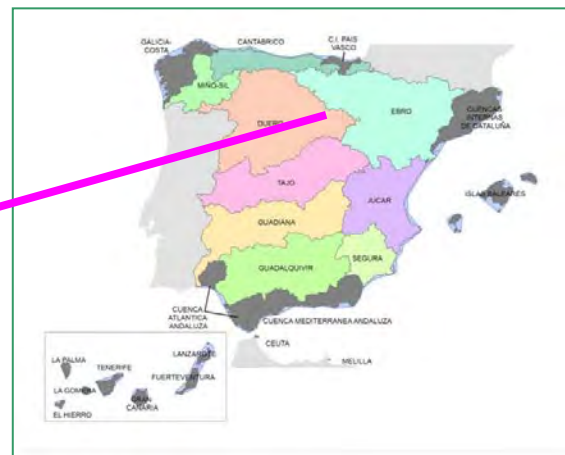 GALICIA-
COSTA
CANTABRICO
C.I. PAIS
VASCO
MIÑO-SIL
EBRO
CUENCAS
INTERNAS
DE CATALUÑA
DUERO
TAJO
ISLAS BALEARES
JUCAR
GUADIANA
SEGURA
GUADALQUIVIR
CUENCA
ATLANTICA
ANDALUZA
CUENCA MEDITERRANEA ANDALUZA
CEUTA
MELILLA
LANZAROTE
LA PALMA
TENERIFE
FUERTEVENTURA
LA GOMERA
GRAN
CANARIA
EL HIERRO